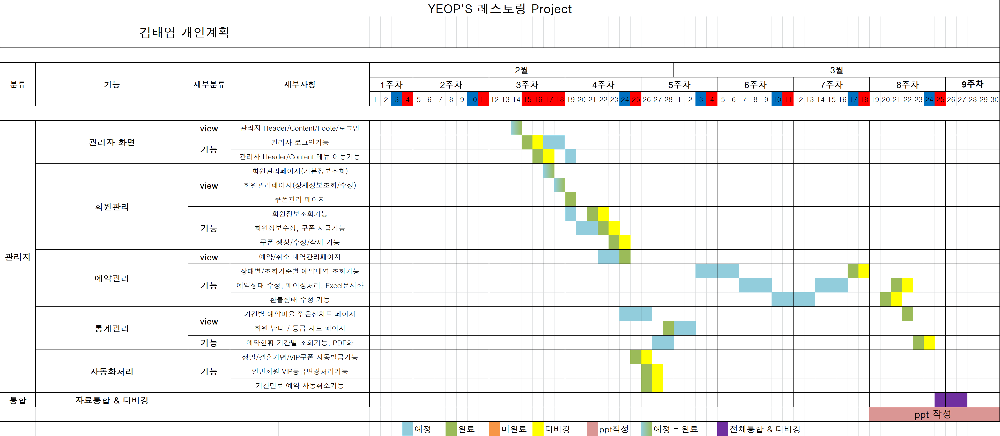 YEOP'S 레스토랑 Project
김태엽 개인계획
분류 기능 세부분류 세부사항 2월 3월
1주차 2주차 3주차 4주차 5주차 6주차 7주차 8주차 9주차
1 2 3 4 5 6 7 8 9 10 11 12 13 14 15 16 17 18 19 20 21 22 23 24 25 26 27 28 1 2 3 4 5 6 7 8 9 10 11 12 13 14 15 16 17 18 19 20 21 22 23 24 25 26 27 28 29 30
관리자
관리자 화면
view
관리자 Header/Content/Foote/로그인
기능
관리자 로그인기능
관리자 Header/Content 메뉴 이동기능
회원관리
view
회원관리페이지(기본정보조회)
회원관리페이지(상세정보조회/수정)
쿠폰관리 페이지
기능
회원정보조회기능
회원정보수정, 쿠폰 지급기능
쿠폰 생성/수정/삭제 기능
예약관리
view
예약/취소 내역관리페이지
기능
상태별/조회기준별 예약내역 조회기능
예약상태 수정, 페이징처리, Excel문서화
환불상태 수정 기능
통계관리
view
기간별 예약비율 꺾은선차트 페이지
회원 남녀 / 등급 차트 페이지
기능
예약현황 기간별 조회기능, PDF화
자동화처리
기능
생일/결혼기념/VIP쿠폰 자동발급기능
일반회원 VIP등급변경처리기능
기간만료 예약 자동취소기능
통합 자료통합 & 디버깅
ppt 작성
예정 완료 미완료 디버깅 ppt작성 예정 = 완료 전체통합 & 디버깅